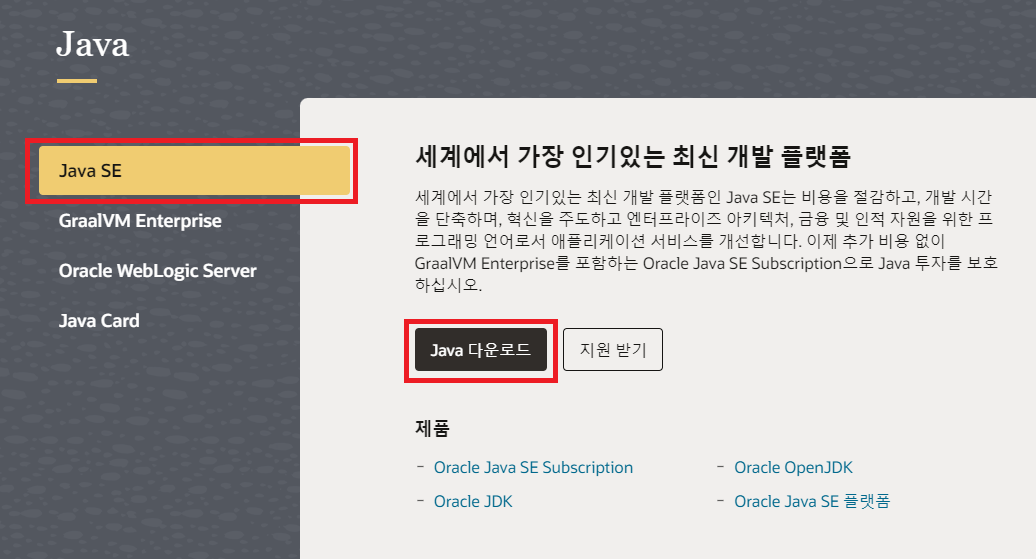 Java
Java SE
GraalVM Enterprise
Oracle WebLogic Server
Java Card
세계에서 가장 인기있는 최신 개발 플랫폼
세계에서 가장 인기있는 최신 개발 플랫폼인 Java SE는 비용을 절감하고, 개발 시간
을 단축하며, 혁신을 주도하고 엔터프라이즈 아키텍처, 금융 및 인적 자원을 위한 프
로그래밍 언어로서 애플리케이션 서비스를 개선합니다. 이제 추가 비용 없이
GraalVM Enterprise를 포함하는 Oracle Java SE Subscription으로 Java 투자를 보호
하십시오.
Java 다운로드
지원 받기
제품
- Oracle Java SE Subscription
- Oracle OpenJDK
- Oracle JDK
- Oracle Java SE 플랫폼